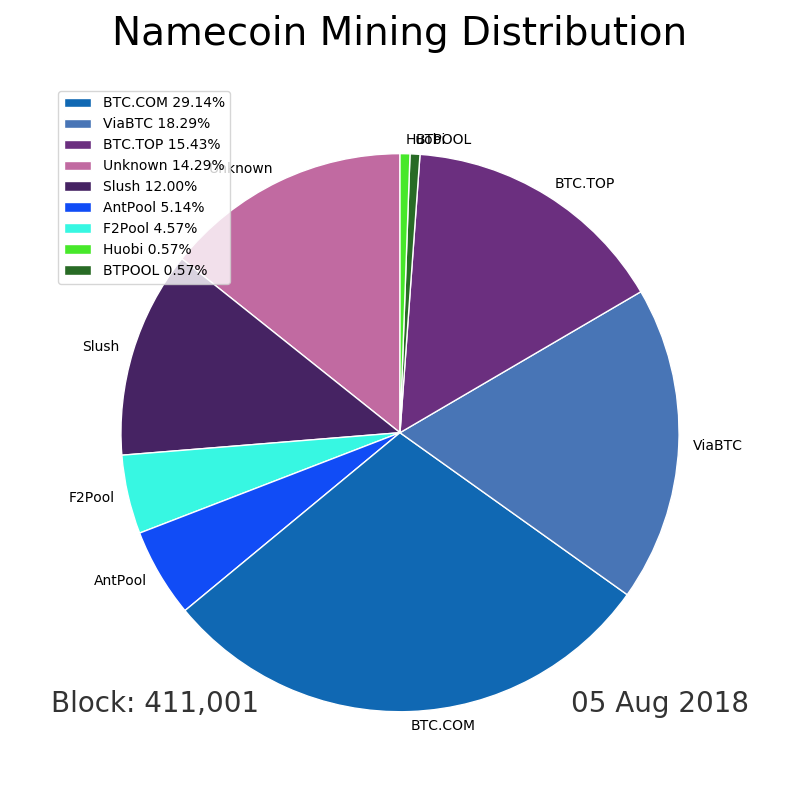 Namecoin Mining Distribution
BTC.COM 29.14%
ViaBTC 18.29%
BTC.TOP 15.43%
Unknown 14.29%
Slush 12.00%
AntPool 5.14%
F2Pool 4.57%
Huobi 0.57%
BTPOOL 0.57%
Huobi
BTPOOL
Unknown
BTC.TOP
Slush
ViaBTC
F2Pool
AntPool
Block: 411,001
05 Aug 2018
BTC.COM